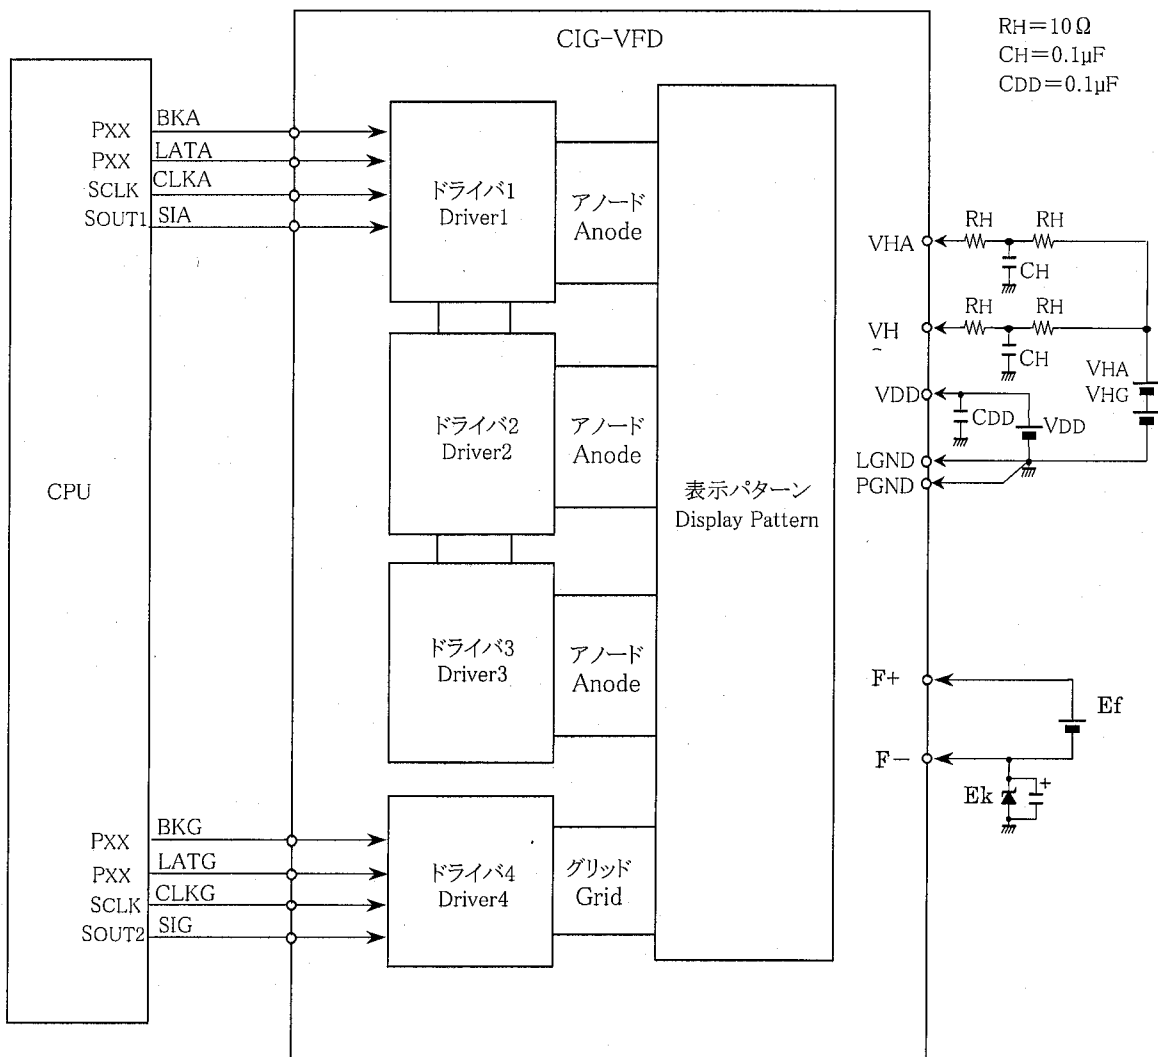 CIG-VFD
RH=10Ω
CH=0.1µF
CDD=0.1µF
CPU
PXX
BKA
PXX
LATA
SCLK
CLKA
SOUT1
SIA
ドライバ1
Driver1
アノード
Anode
ドライバ2
Driver2
アノード
Anode
ドライバ3
Driver3
アノード
Anode
表示パターン
Display Pattern
PXX
BKG
PXX
LATG
SCLK
CLKG
SOUT2
SIG
ドライバ4
Driver4
グリッド
Grid
VHA
RH
RH
CH
VH
RH
RH
CH
VHA
VHG
VDD
CDD
VDD
LGND
PGND
F+
Ef
F−
Ek
+